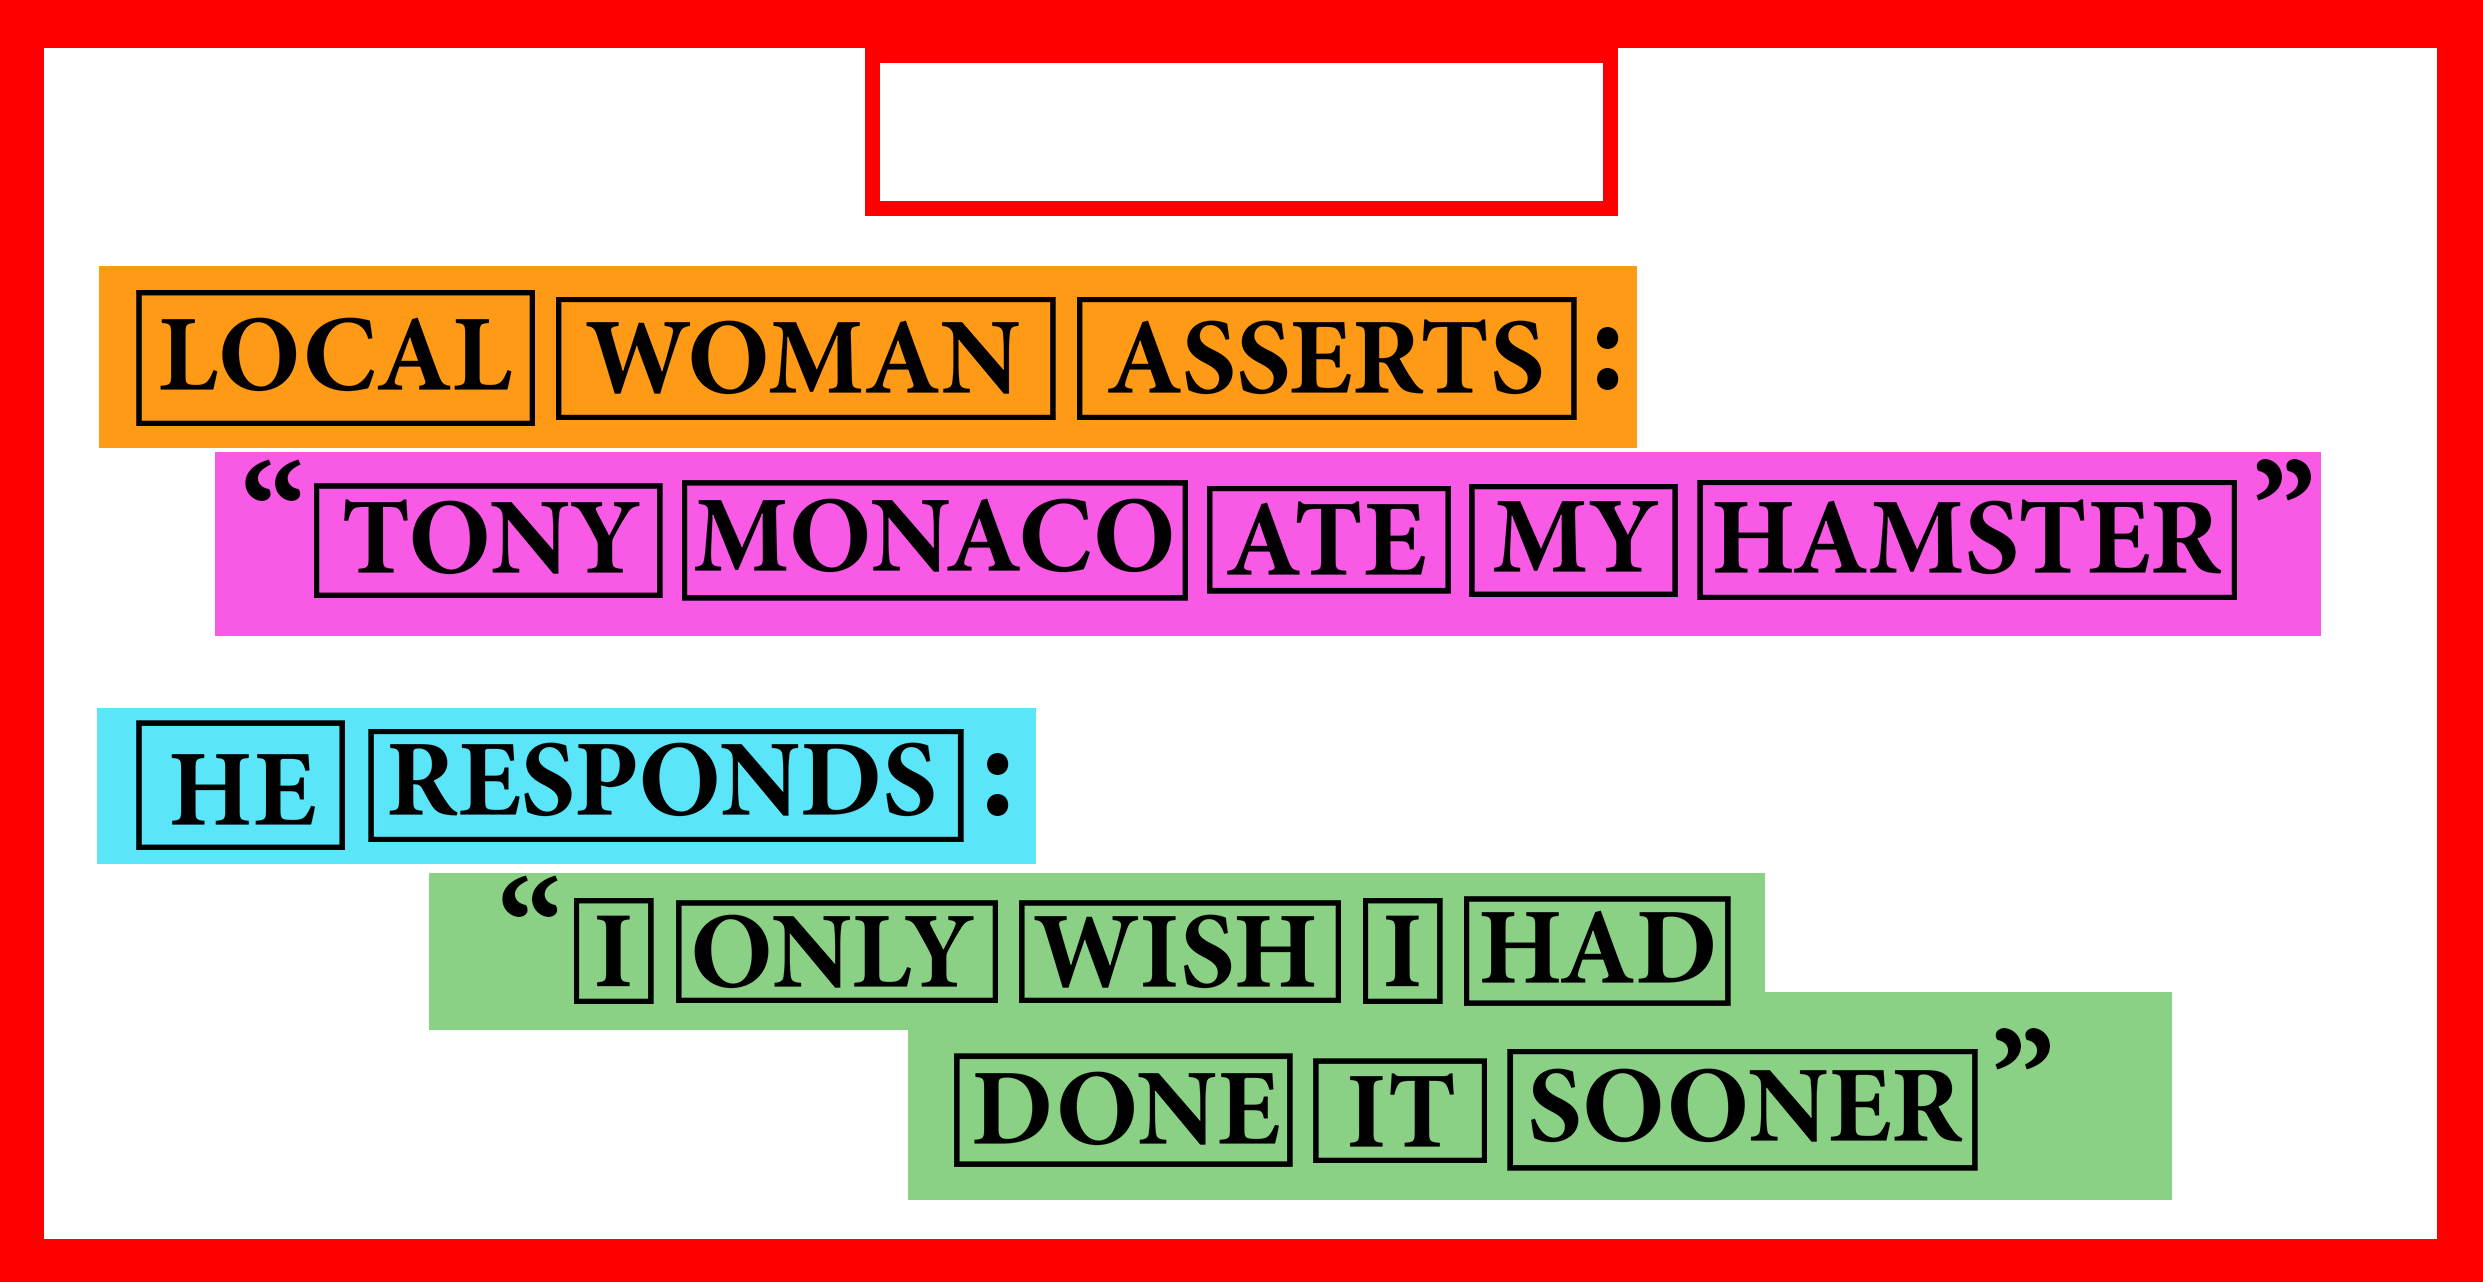 LOCAL WOMAN ASSERTS:
“TONY MONACO ATE MY HAMSTER”
HE RESPONDS:
“I ONLY WISH I HAD
DONE IT SOONER”